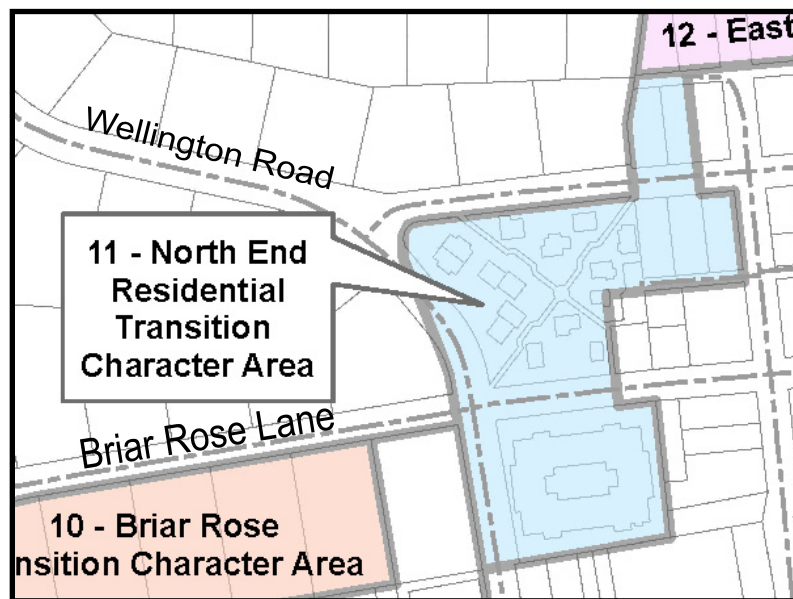 12 - East
Wellington Road
11 - North End
Residential
Transition
Character Area
Briar Rose Lane
10 - Briar Rose
nsition Character Area